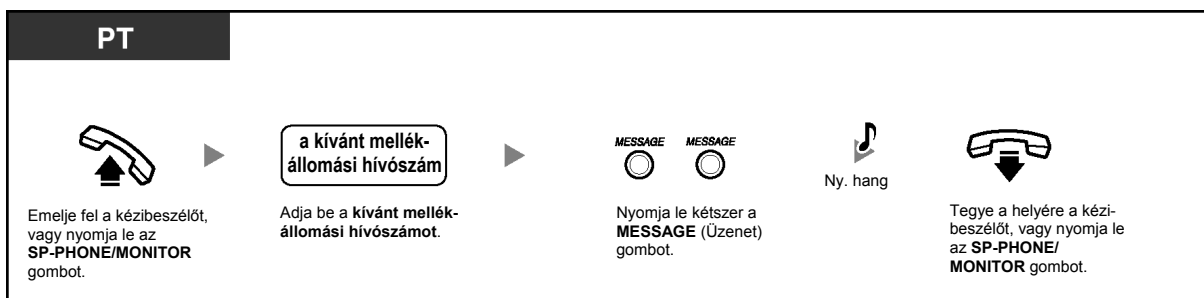 PT
a kívánt mellék-
állomási hívószám
MESSAGE MESSAGE
Ny. hang
Emelje fel a kézibeszélőt,
vagy nyomja le az
SP-PHONE/MONITOR
gombot.
Adja be a kívánt mellék-
állomási hívószámot.
Nyomja le kétszer a
MESSAGE (Üzenet)
gombot.
Tegye a helyére a kézi-
beszélőt, vagy nyomja le
az SP-PHONE/
MONITOR gombot.